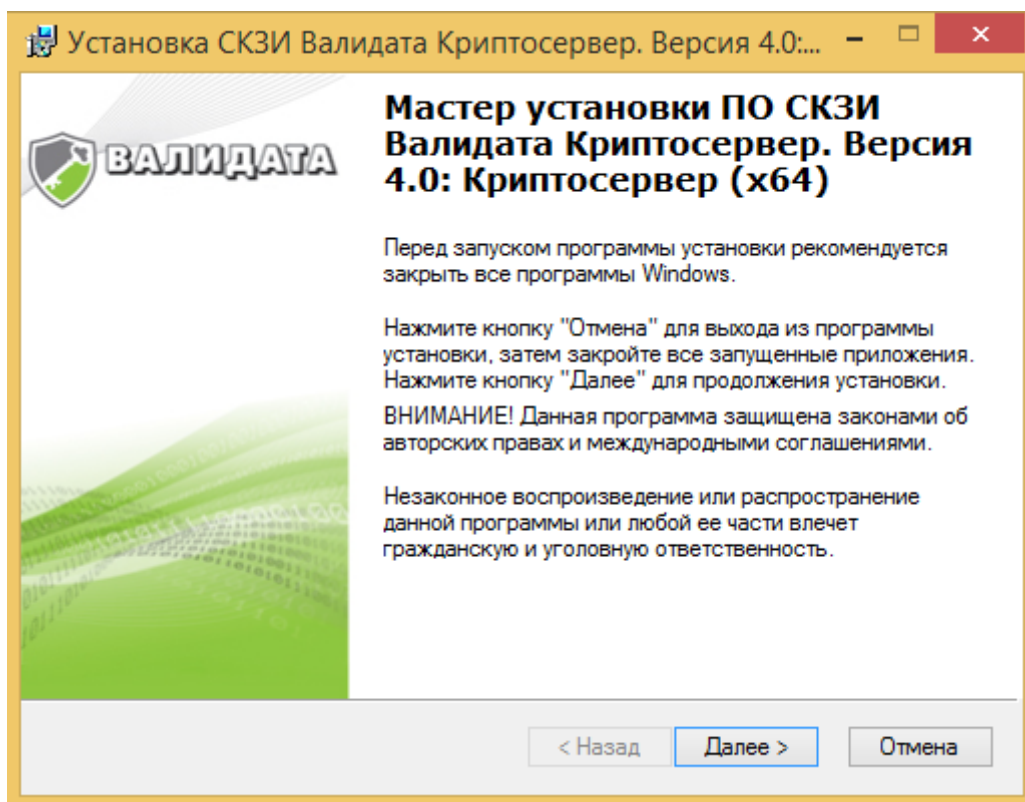 Установка СКЗИ Валидата Криптосервер. Версия 4.0:...
ВАЛИДАТА
Мастер установки ПО СКЗИ
Валидата Криптосервер. Версия
4.0: Криптосервер (x64)
Перед запуском программы установки рекомендуется
закрыть все программы Windows.
Нажмите кнопку "Отмена" для выхода из программы
установки, затем закройте все запущенные приложения.
Нажмите кнопку "Далее" для продолжения установки.
ВНИМАНИЕ! Данная программа защищена законами об
авторских правах и международными соглашениями.
Незаконное воспроизведение или распространение
данной программы или любой ее части влечет
гражданскую и уголовную ответственность.
< Назад
Далее >
Отмена